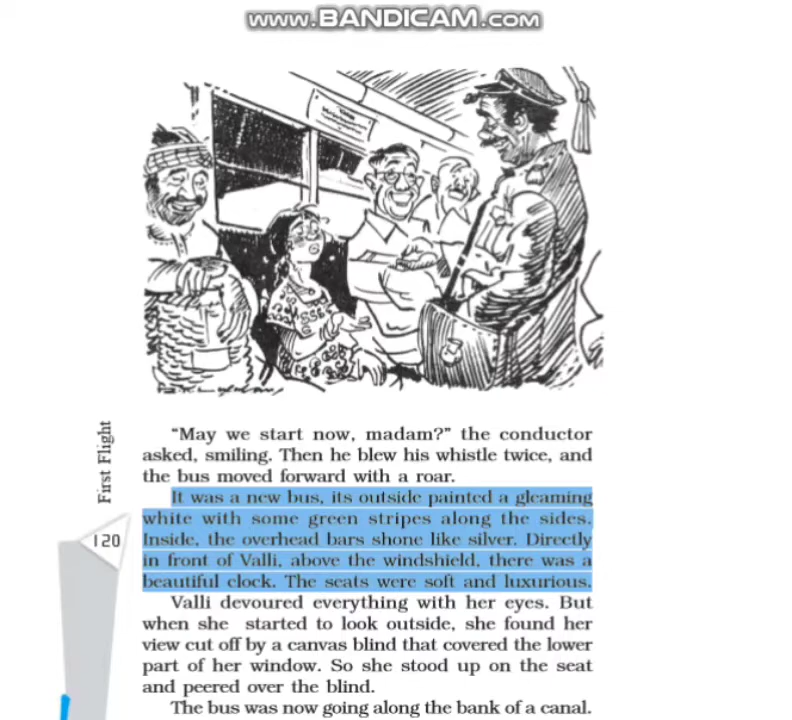 www.BANDICAM.com
"May we start now, madam?" the conductor
asked, smiling. Then he blew his whistle twice, and
the bus moved forward with a roar.
It was a new bus, its outside painted a gleaming
white with some green stripes along the sides.
Inside, the overhead bars shone like silver. Directly
in front of Valli, above the windshield, there was a
beautiful clock. The seats were soft and luxurious.
Valli devoured everything with her eyes. But
when she started to look outside, she found her
view cut off by a canvas blind that covered the lower
part of her window. So she stood up on the seat
and peered over the blind.
The bus was now going along the bank of a canal.
First Flight
120